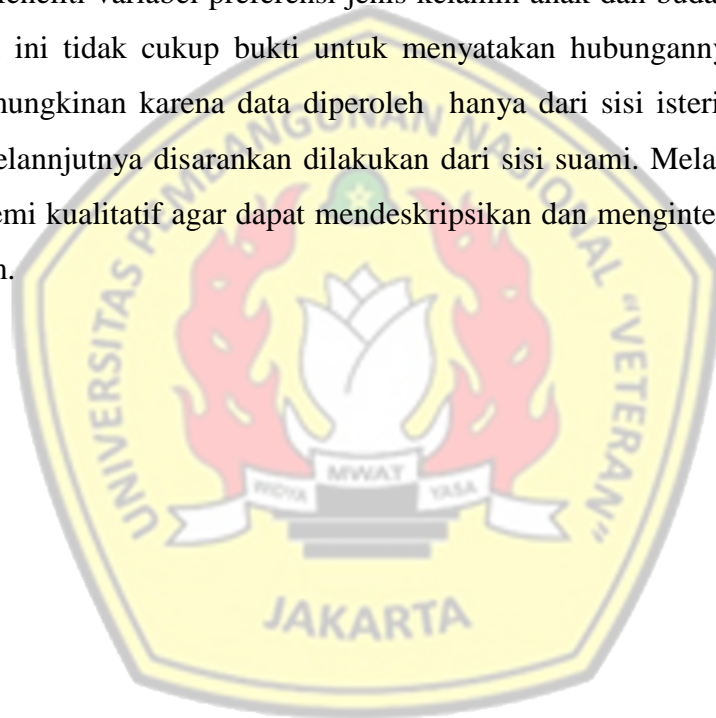 meneliti variabel preferensi jenis kelamin anak dan buda
ini tidak cukup bukti untuk menyatakan hubungann
mungkinan karena data diperoleh hanya dari sisi isteri
elannjutnya disarankan dilakukan dari sisi suami. Mela
emi kualitatif agar dapat mendeskripsikan dan menginte
n.
UNIVERSITAS PEMBANGUNAN NASIONAL "VETERAN"
WIDYA MWAT YASA
JAKARTA